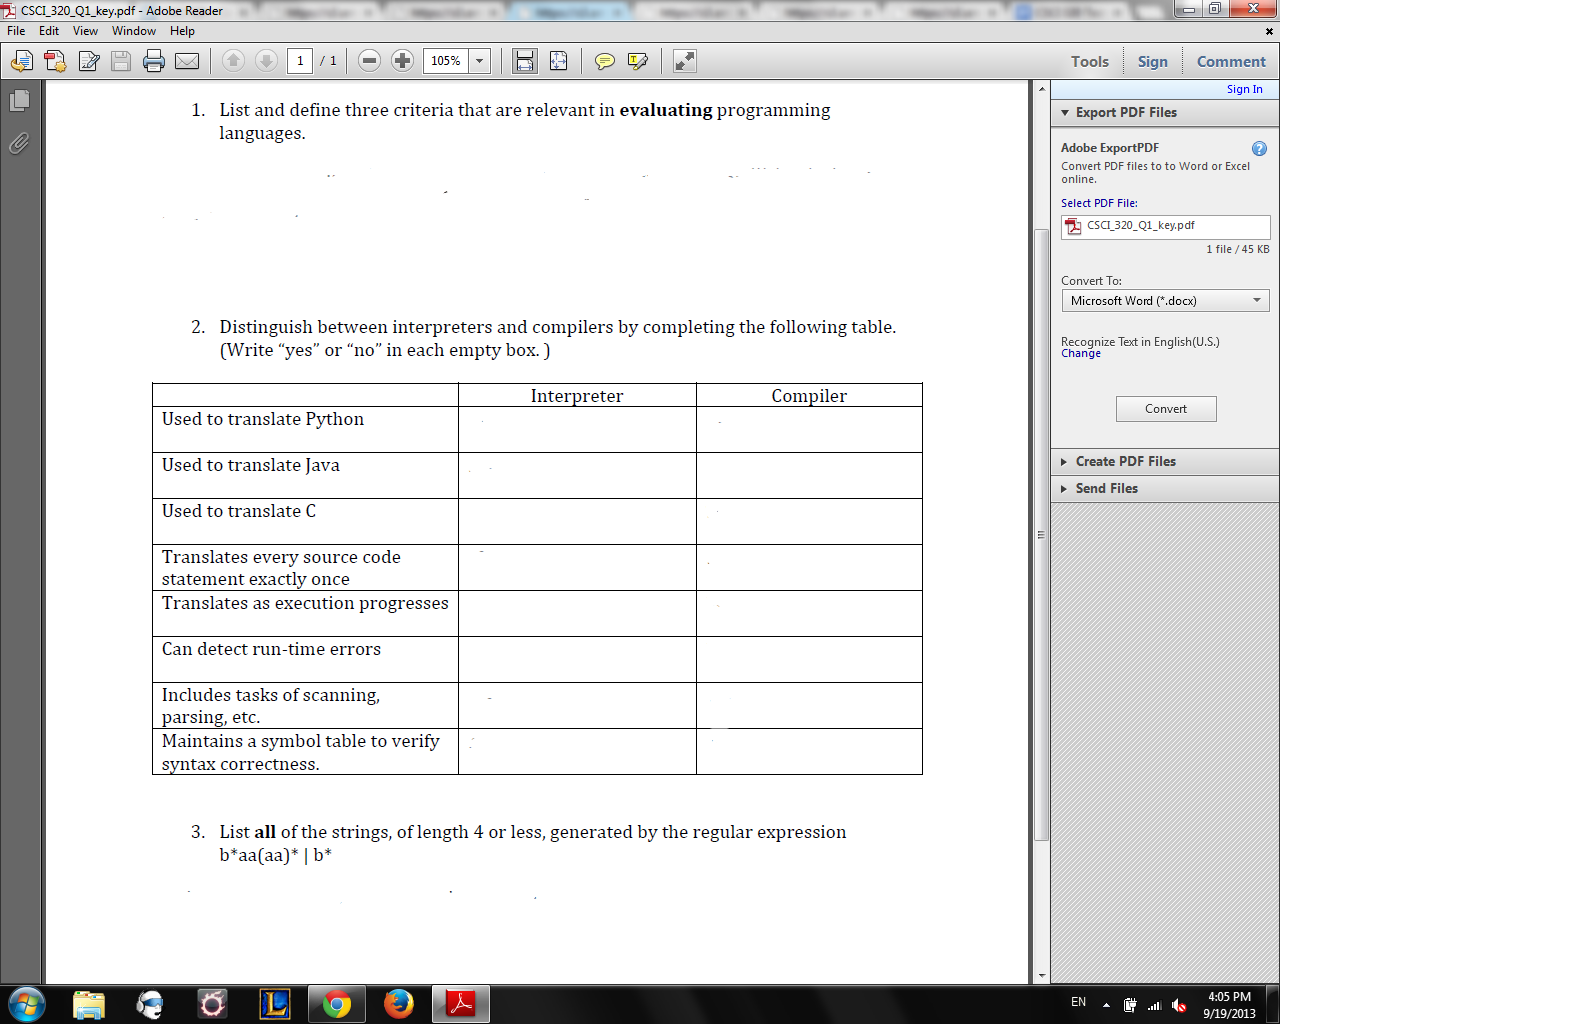 CSCI_320_Q1_key.pdf - Adobe Reader
File Edit View Window Help
1 / 1 105% Tools Sign Comment
Sign In
Export PDF Files
Adobe ExportPDF
Convert PDF files to to Word or Excel
online.
Select PDF File:
CSCI_320_Q1_key.pdf
1 file / 45 KB
Convert To:
Microsoft Word (*.docx)
Recognize Text in English(U.S.)
Change
Convert
Create PDF Files
Send Files
1. List and define three criteria that are relevant in evaluating programming
languages.
2. Distinguish between interpreters and compilers by completing the following table.
(Write “yes” or “no” in each empty box. )
Interpreter Compiler
Used to translate Python
Used to translate Java
Used to translate C
Translates every source code
statement exactly once
Translates as execution progresses
Can detect run-time errors
Includes tasks of scanning,
parsing, etc.
Maintains a symbol table to verify
syntax correctness.
3. List all of the strings, of length 4 or less, generated by the regular expression
b*aa(aa)* | b*
EN 4:05 PM
9/19/2013